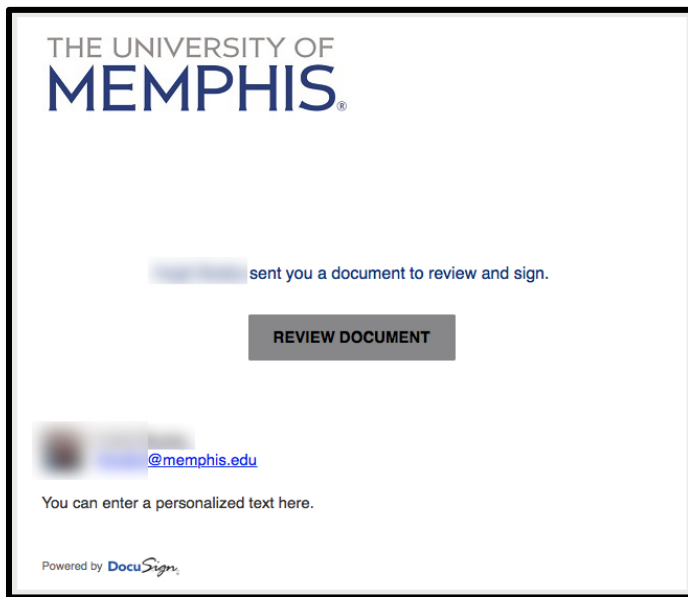 THE UNIVERSITY OF
MEMPHIS®
sent you a document to review and sign.
REVIEW DOCUMENT
@memphis.edu
You can enter a personalized text here.
Powered by DocuSign